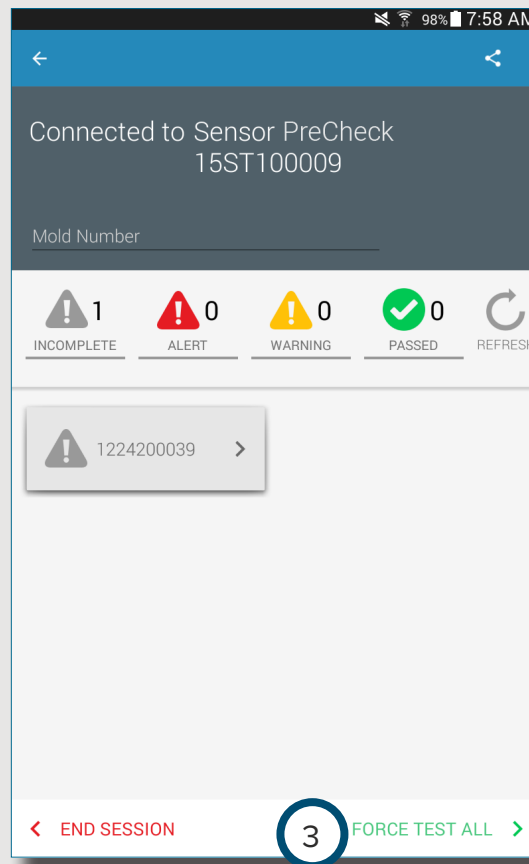 98% 7:58 AM
Connected to Sensor PreCheck
15ST100009
Mold Number
1 0 0 0
INCOMPLETE ALERT WARNING PASSED REFRESH
1224200039
END SESSION 3 FORCE TEST ALL